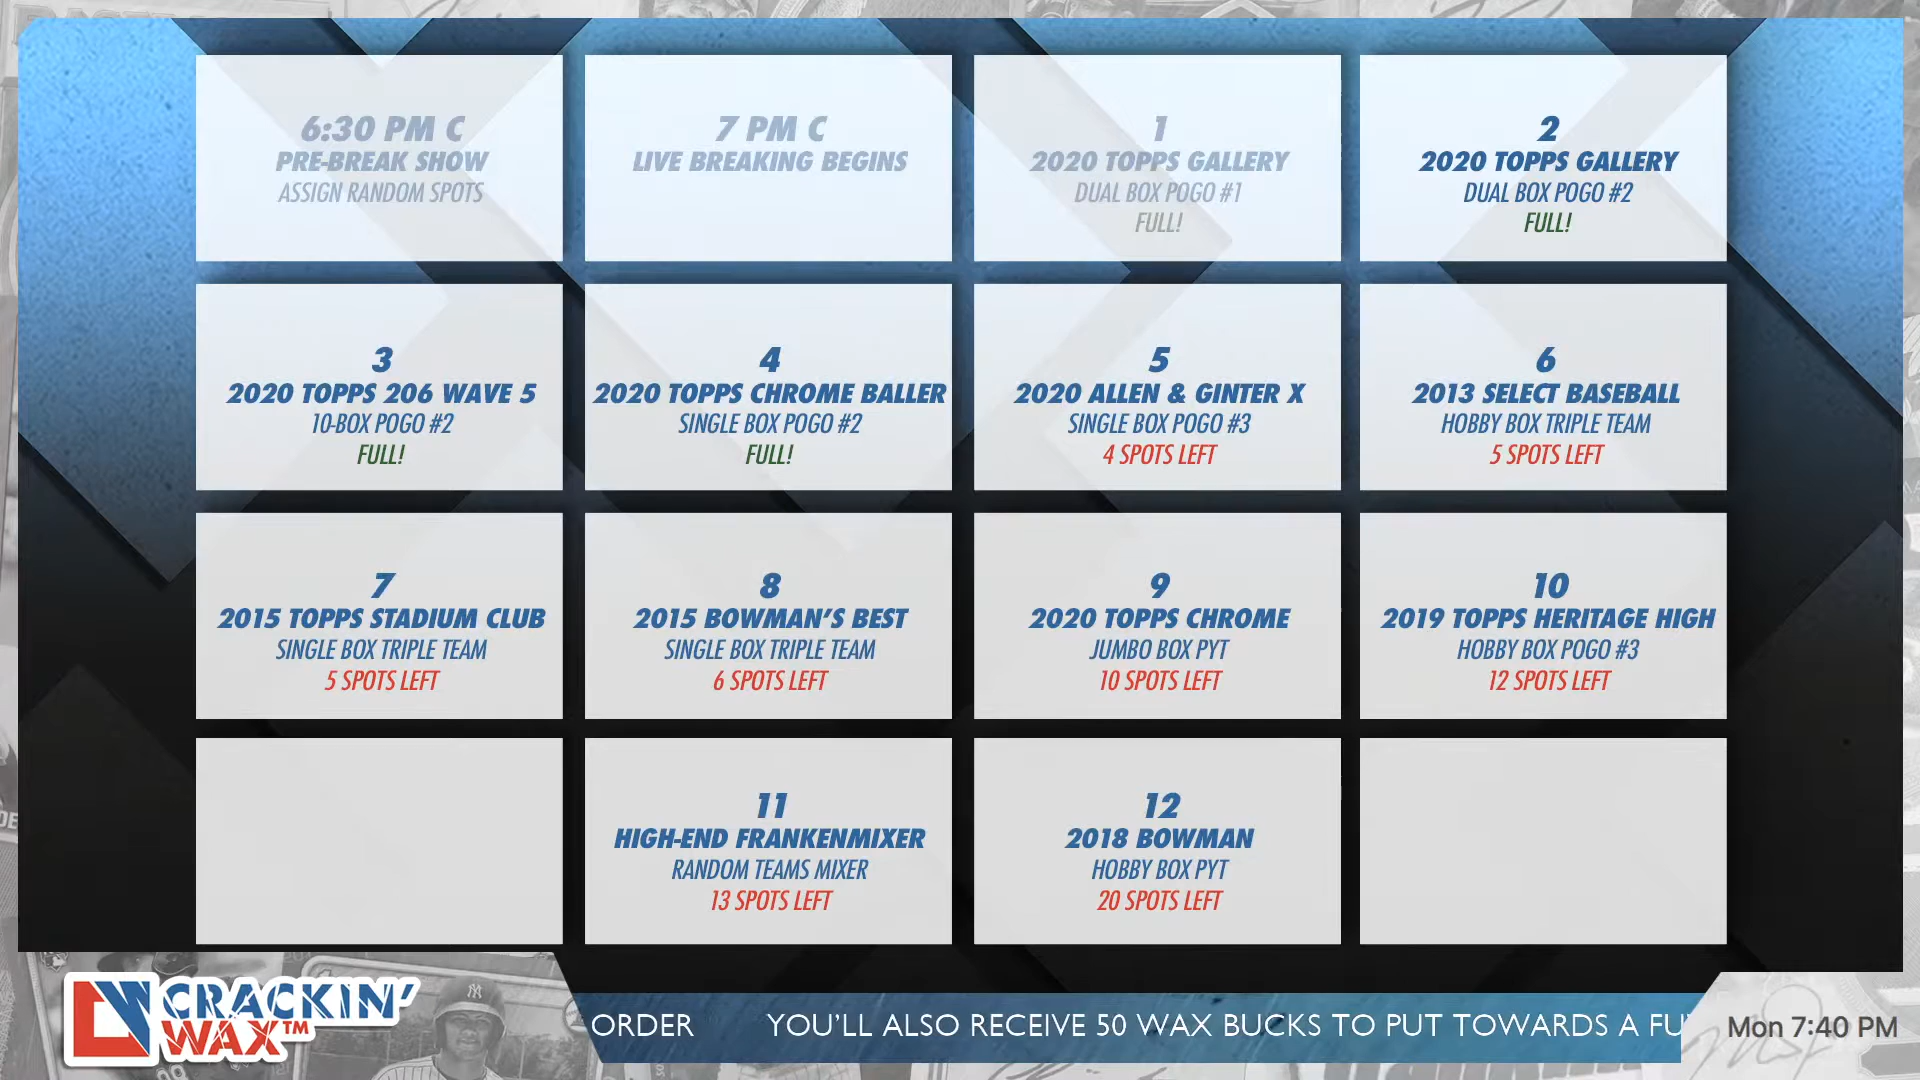 6:30 PM C
PRE-BREAK SHOW
ASSIGN RANDOM SPOTS
7 PM C
LIVE BREAKING BEGINS
1
2020 TOPPS GALLERY
DUAL BOX POGO #1
FULL!
2
2020 TOPPS GALLERY
DUAL BOX POGO #2
FULL!
3
2020 TOPPS 206 WAVE 5
10-BOX POGO #2
FULL!
4
2020 TOPPS CHROME BALLER
SINGLE BOX POGO #2
FULL!
5
2020 ALLEN & GINTER X
SINGLE BOX POGO #3
4 SPOTS LEFT
6
2013 SELECT BASEBALL
HOBBY BOX TRIPLE TEAM
5 SPOTS LEFT
7
2015 TOPPS STADIUM CLUB
SINGLE BOX TRIPLE TEAM
5 SPOTS LEFT
8
2015 BOWMAN'S BEST
SINGLE BOX TRIPLE TEAM
6 SPOTS LEFT
9
2020 TOPPS CHROME
JUMBO BOX PYT
10 SPOTS LEFT
10
2019 TOPPS HERITAGE HIGH
HOBBY BOX POGO #3
12 SPOTS LEFT
11
HIGH-END FRANKENMIXER
RANDOM TEAMS MIXER
13 SPOTS LEFT
12
2018 BOWMAN
HOBBY BOX PYT
20 SPOTS LEFT
CRACKIN'
WAX™
ORDER YOU'LL ALSO RECEIVE 50 WAX BUCKS TO PUT TOWARDS A FU
Mon 7:40 PM